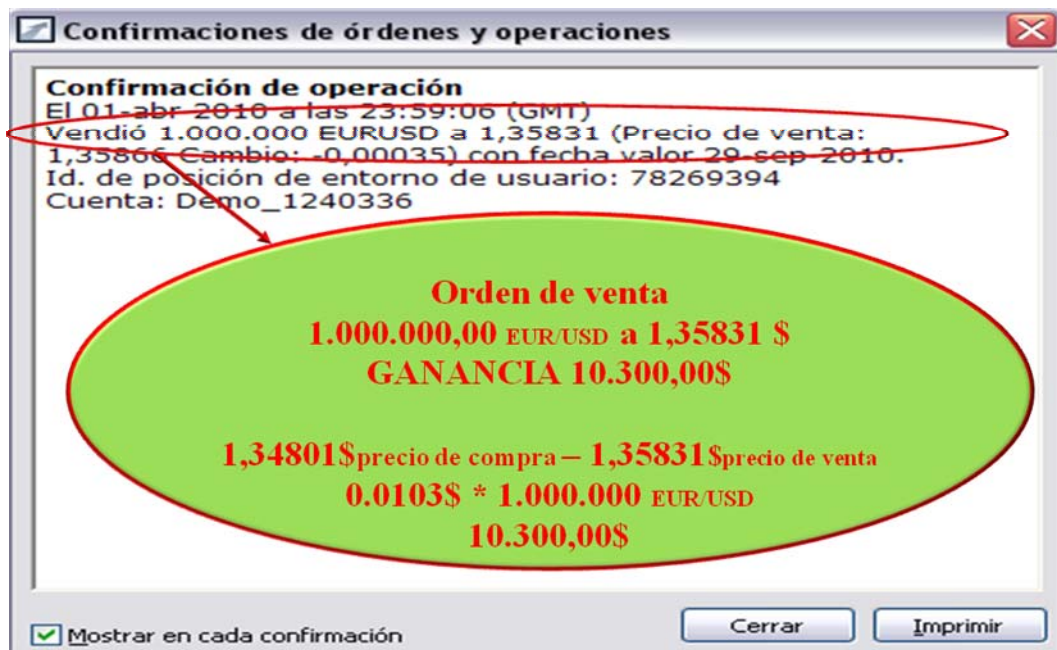 Confirmaciones de órdenes y operaciones
Confirmación de operación
El 01-abr-2010 a las 23:59:06 (GMT)
Vendió 1.000.000 EURUSD a 1,35831 (Precio de venta:
1,35866 Cambio: -0,00035) con fecha valor 29-sep-2010.
Id. de posición de entorno de usuario: 78269394
Cuenta: Demo_1240336
Orden de venta
1.000.000,00 EUR/USD a 1,35831 $
GANANCIA 10.300,00$
1,34801$precio de compra – 1,35831$precio de venta
0.0103$ * 1.000.000 EUR/USD
10.300,00$
Mostrar en cada confirmación
Cerrar
Imprimir